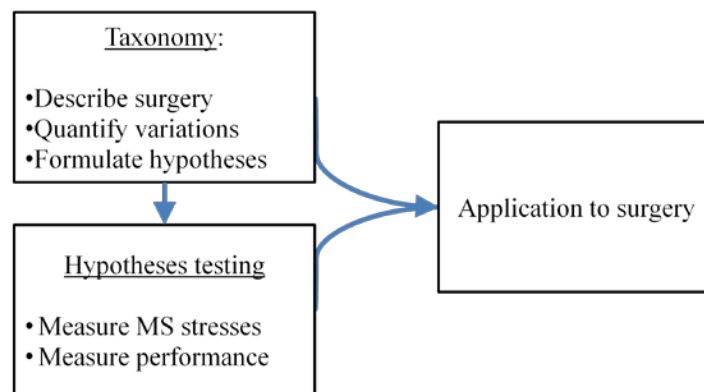 Taxonomy:
•Describe surgery
•Quantify variations
•Formulate hypotheses
Hypotheses testing
• Measure MS stresses
• Measure performance
Application to surgery